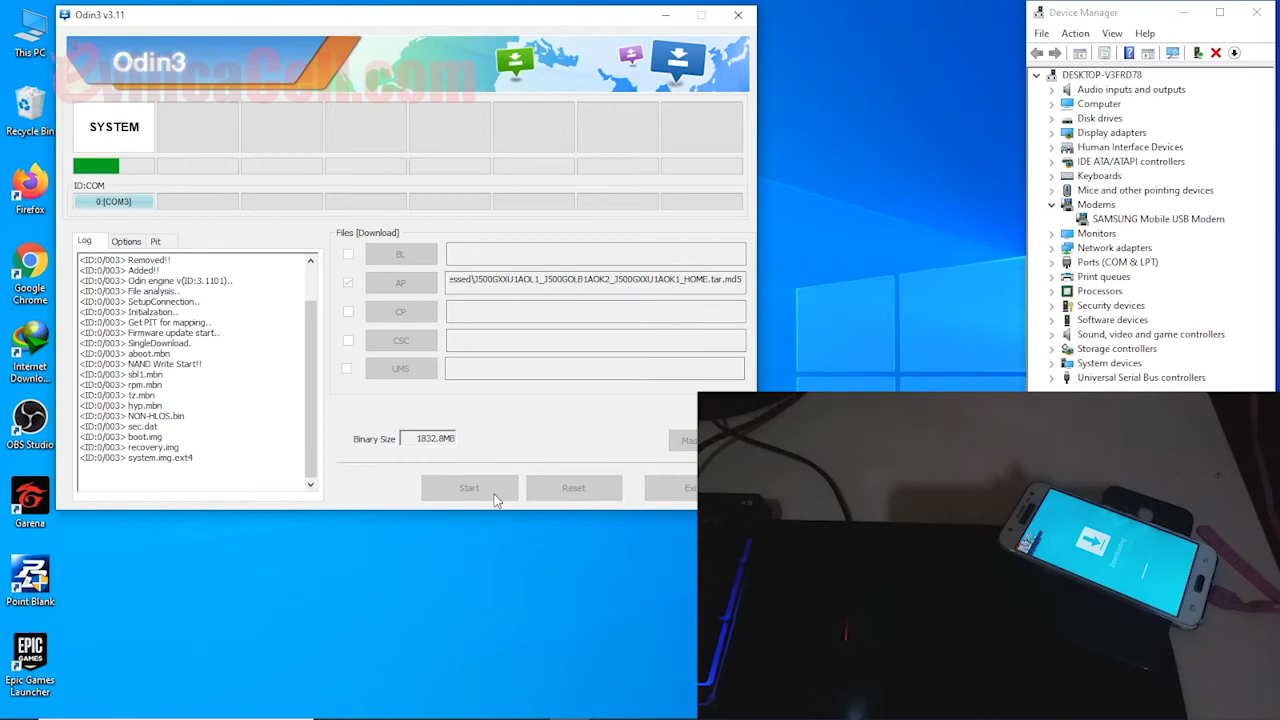 This PC
Recycle Bin
Firefox
Google
Chrome
Internet
Downlo...
OBS Studio
Garena
Point Blank
Epic Games
Launcher
EPIC
GAMES
Odin3 v3.11
Odin3
SYSTEM
ID:COM
0:[COM3]
Log
Options
Pit
<ID:0/003> Removed!!
<ID:0/003> Added!!
<ID:0/003> Odin engine v(ID:3.1101)..
<ID:0/003> File analysis..
<ID:0/003> SetupConnection..
<ID:0/003> Initialzation..
<ID:0/003> Get PIT for mapping..
<ID:0/003> Firmware update start..
<ID:0/003> SingleDownload.
<ID:0/003> aboot.mbn
<ID:0/003> NAND Write Start!!
<ID:0/003> sbl1.mbn
<ID:0/003> rpm.mbn
<ID:0/003> tz.mbn
<ID:0/003> hyp.mbn
<ID:0/003> NON-HLOS.bin
<ID:0/003> sec.dat
<ID:0/003> boot.img
<ID:0/003> recovery.img
<ID:0/003> system.img.ext4
Files [Download]
BL
AP
essed\J500GXXU1AOL1_J500GOLB1AOK2_J500GXXU1AOK1_HOME.tar.md5
CP
CSC
UMS
Binary Size
1832.8MB
Mas
Start
Reset
Exi
Device Manager
File Action View Help
DESKTOP-V3FRD78
Audio inputs and outputs
Computer
Disk drives
Display adapters
Human Interface Devices
IDE ATA/ATAPI controllers
Keyboards
Mice and other pointing devices
Modems
SAMSUNG Mobile USB Modem
Monitors
Network adapters
Ports (COM & LPT)
Print queues
Processors
Security devices
Software devices
Sound, video and game controllers
Storage controllers
System devices
Universal Serial Bus controllers
Downloading...